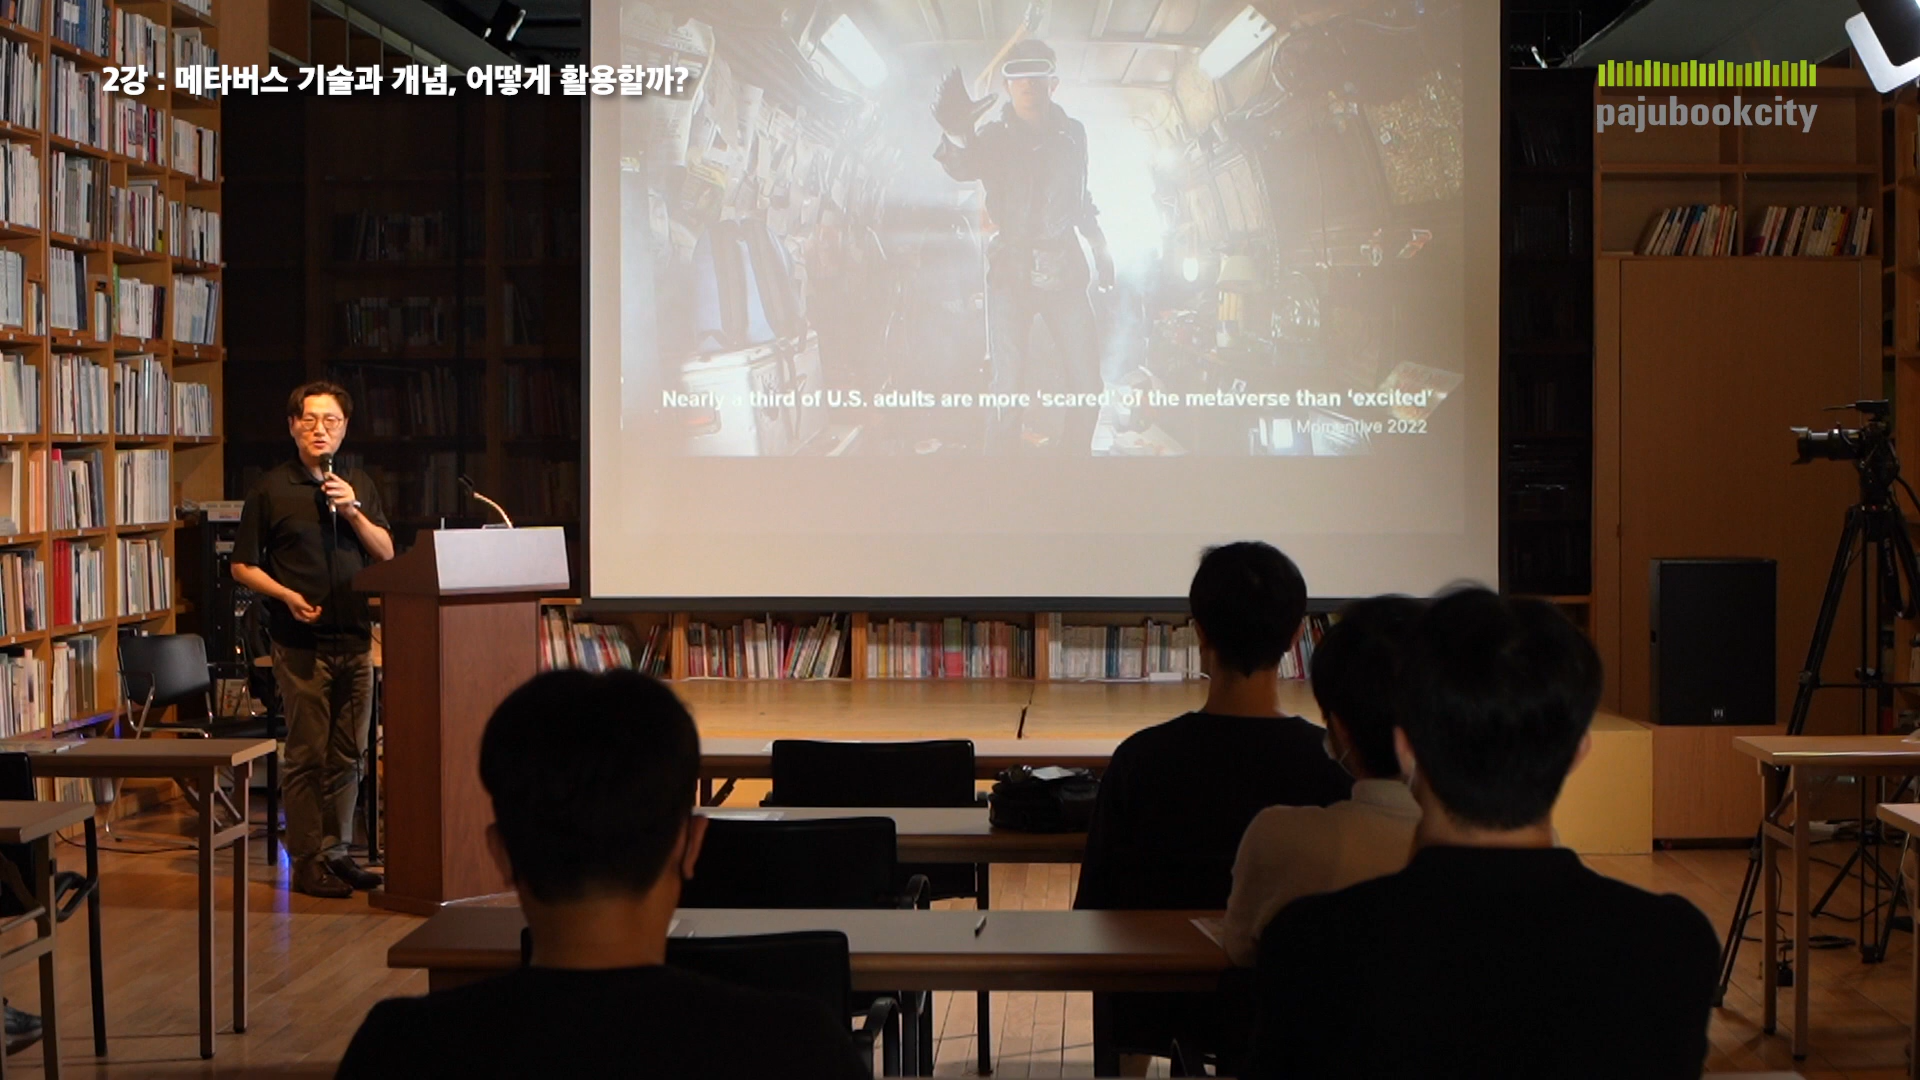 2강 : 메타버스 기술과 개념, 어떻게 활용할까?
pajubookcity
Nearly a third of U.S. adults are more ‘scared’ of the metaverse than ‘excited’
Momentive 2022